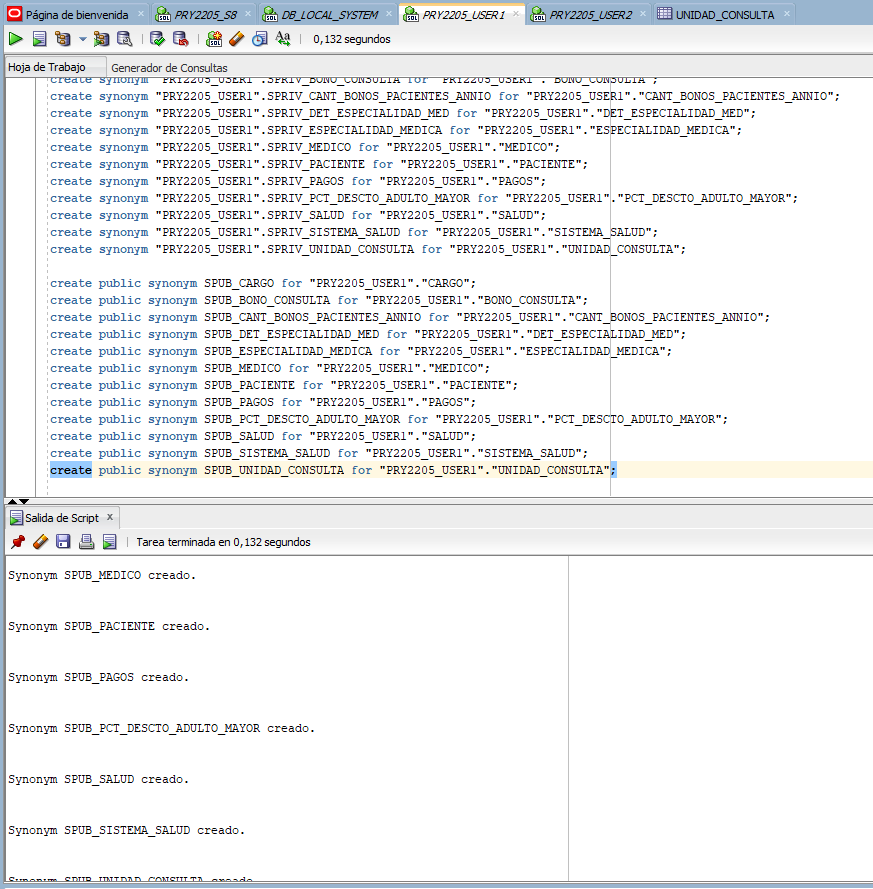 Página de bienvenida × PRY2205_S8 × DB_LOCAL_SYSTEM × PRY2205_USER1 × PRY2205_USER2 × UNIDAD_CONSULTA ×
0,132 segundos
Hoja de Trabajo Generador de Consultas
create synonym "PRY2205_USER1".SPRIV_BONO_CONSULTA for "PRY2205_USER1"."BONO_CONSULTA";
create synonym "PRY2205_USER1".SPRIV_CANT_BONOS_PACIENTES_ANNIO for "PRY2205_USER1"."CANT_BONOS_PACIENTES_ANNIO";
create synonym "PRY2205_USER1".SPRIV_DET_ESPECIALIDAD_MED for "PRY2205_USER1"."DET_ESPECIALIDAD_MED";
create synonym "PRY2205_USER1".SPRIV_ESPECIALIDAD_MEDICA for "PRY2205_USER1"."ESPECIALIDAD_MEDICA";
create synonym "PRY2205_USER1".SPRIV_MEDICO for "PRY2205_USER1"."MEDICO";
create synonym "PRY2205_USER1".SPRIV_PACIENTE for "PRY2205_USER1"."PACIENTE";
create synonym "PRY2205_USER1".SPRIV_PAGOS for "PRY2205_USER1"."PAGOS";
create synonym "PRY2205_USER1".SPRIV_PCT_DESCTO_ADULTO_MAYOR for "PRY2205_USER1"."PCT_DESCTO_ADULTO_MAYOR";
create synonym "PRY2205_USER1".SPRIV_SALUD for "PRY2205_USER1"."SALUD";
create synonym "PRY2205_USER1".SPRIV_SISTEMA_SALUD for "PRY2205_USER1"."SISTEMA_SALUD";
create synonym "PRY2205_USER1".SPRIV_UNIDAD_CONSULTA for "PRY2205_USER1"."UNIDAD_CONSULTA";
create public synonym SPUB_CARGO for "PRY2205_USER1"."CARGO";
create public synonym SPUB_BONO_CONSULTA for "PRY2205_USER1"."BONO_CONSULTA";
create public synonym SPUB_CANT_BONOS_PACIENTES_ANNIO for "PRY2205_USER1"."CANT_BONOS_PACIENTES_ANNIO";
create public synonym SPUB_DET_ESPECIALIDAD_MED for "PRY2205_USER1"."DET_ESPECIALIDAD_MED";
create public synonym SPUB_ESPECIALIDAD_MEDICA for "PRY2205_USER1"."ESPECIALIDAD_MEDICA";
create public synonym SPUB_MEDICO for "PRY2205_USER1"."MEDICO";
create public synonym SPUB_PACIENTE for "PRY2205_USER1"."PACIENTE";
create public synonym SPUB_PAGOS for "PRY2205_USER1"."PAGOS";
create public synonym SPUB_PCT_DESCTO_ADULTO_MAYOR for "PRY2205_USER1"."PCT_DESCTO_ADULTO_MAYOR";
create public synonym SPUB_SALUD for "PRY2205_USER1"."SALUD";
create public synonym SPUB_SISTEMA_SALUD for "PRY2205_USER1"."SISTEMA_SALUD";
create public synonym SPUB_UNIDAD_CONSULTA for "PRY2205_USER1"."UNIDAD_CONSULTA";
Salida de Script ×
Tarea terminada en 0,132 segundos
Synonym SPUB_MEDICO creado.
Synonym SPUB_PACIENTE creado.
Synonym SPUB_PAGOS creado.
Synonym SPUB_PCT_DESCTO_ADULTO_MAYOR creado.
Synonym SPUB_SALUD creado.
Synonym SPUB_SISTEMA_SALUD creado.
Synonym SPUB_UNIDAD_CONSULTA creado.